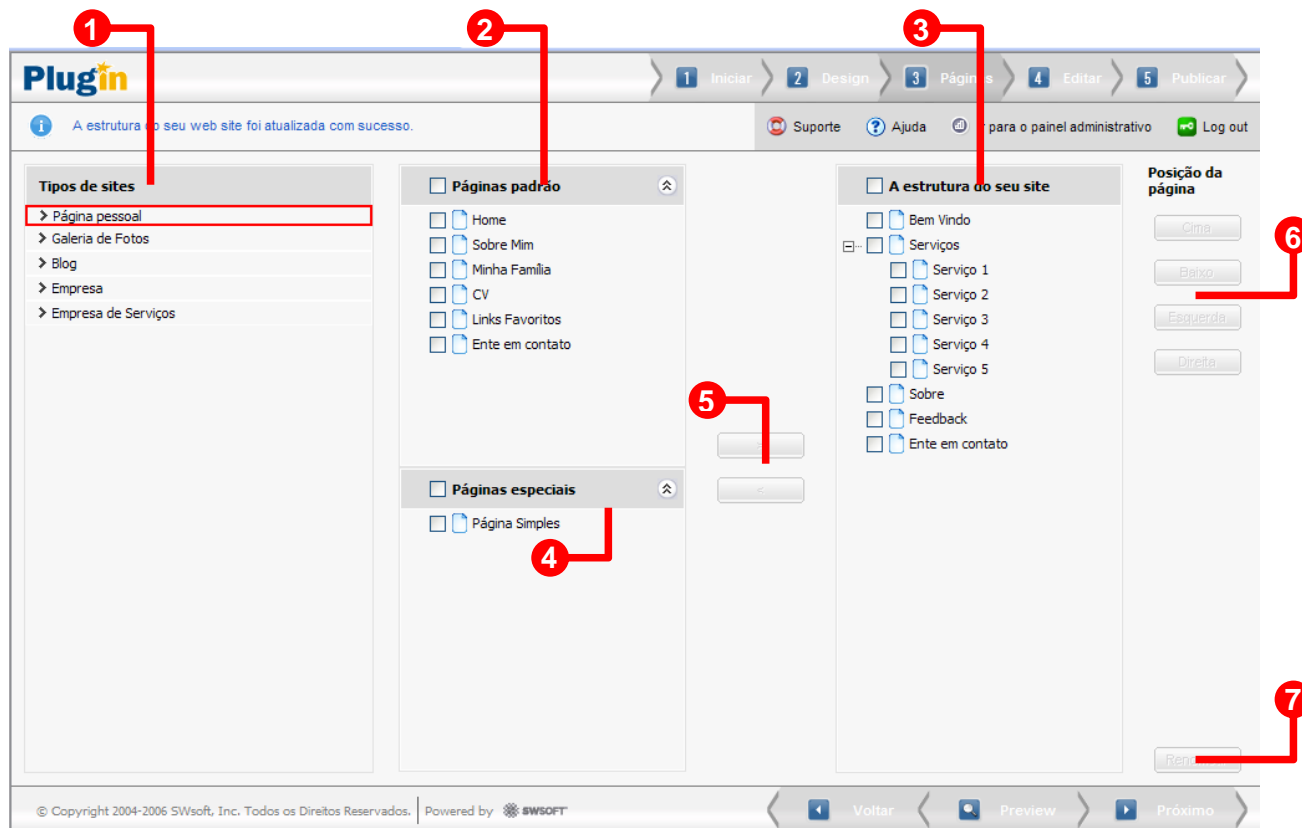 1
2
3
Plugin
1 Iniciar
2 Design
3 Páginas
4 Editar
5 Publicar
A estrutura do seu web site foi atualizada com sucesso.
Suporte
Ajuda
para o painel administrativo
Log out
Tipos de sites
Página pessoal
Galeria de Fotos
Blog
Empresa
Empresa de Serviços
Páginas padrão
Home
Sobre Mim
Minha Família
CV
Links Favoritos
Ente em contato
Páginas especiais
Página Simples
4
5
<
A estrutura do seu site
Bem Vindo
Serviços
Serviço 1
Serviço 2
Serviço 3
Serviço 4
Serviço 5
Sobre
Feedback
Ente em contato
Posição da
página
Cima
Baixo
Esquerda
Direita
6
7
© Copyright 2004-2006 SWsoft, Inc. Todos os Direitos Reservados.
Powered by SWSOFT
Voltar
Preview
Próximo